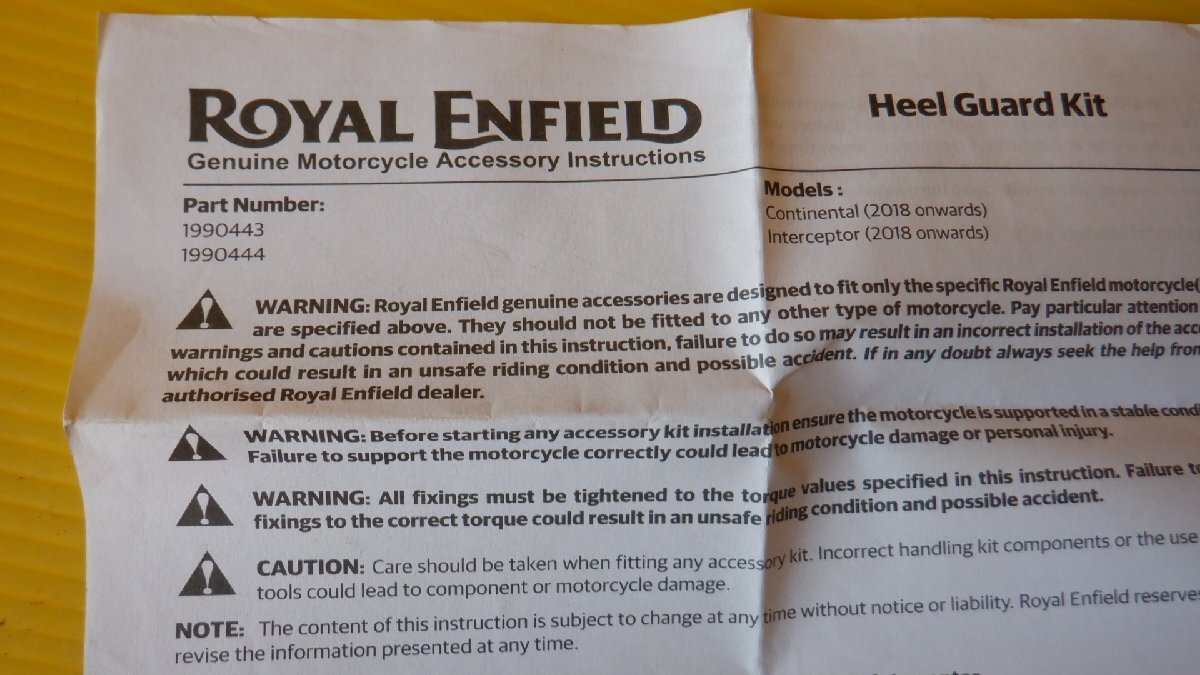 ROYAL ENFIELD
Genuine Motorcycle Accessory Instructions
Heel Guard Kit
Part Number:
1990443
1990444
Models :
Continental (2018 onwards)
Interceptor (2018 onwards)
WARNING: Royal Enfield genuine accessories are designed to fit only the specific Royal Enfield motorcycle(
are specified above. They should not be fitted to any other type of motorcycle. Pay particular attention
warnings and cautions contained in this instruction, failure to do so may result in an incorrect installation of the acc
which could result in an unsafe riding condition and possible accident. If in any doubt always seek the help from
authorised Royal Enfield dealer.
WARNING: Before starting any accessory kit installation ensure the motorcycle is supported in a stable condi
Failure to support the motorcycle correctly could lead to motorcycle damage or personal injury.
WARNING: All fixings must be tightened to the torque values specified in this instruction. Failure to
fixings to the correct torque could result in an unsafe riding condition and possible accident.
CAUTION: Care should be taken when fitting any accessory kit. Incorrect handling kit components or the use
tools could lead to component or motorcycle damage.
NOTE: The content of this instruction is subject to change at any time without notice or liability. Royal Enfield reserves
revise the information presented at any time.